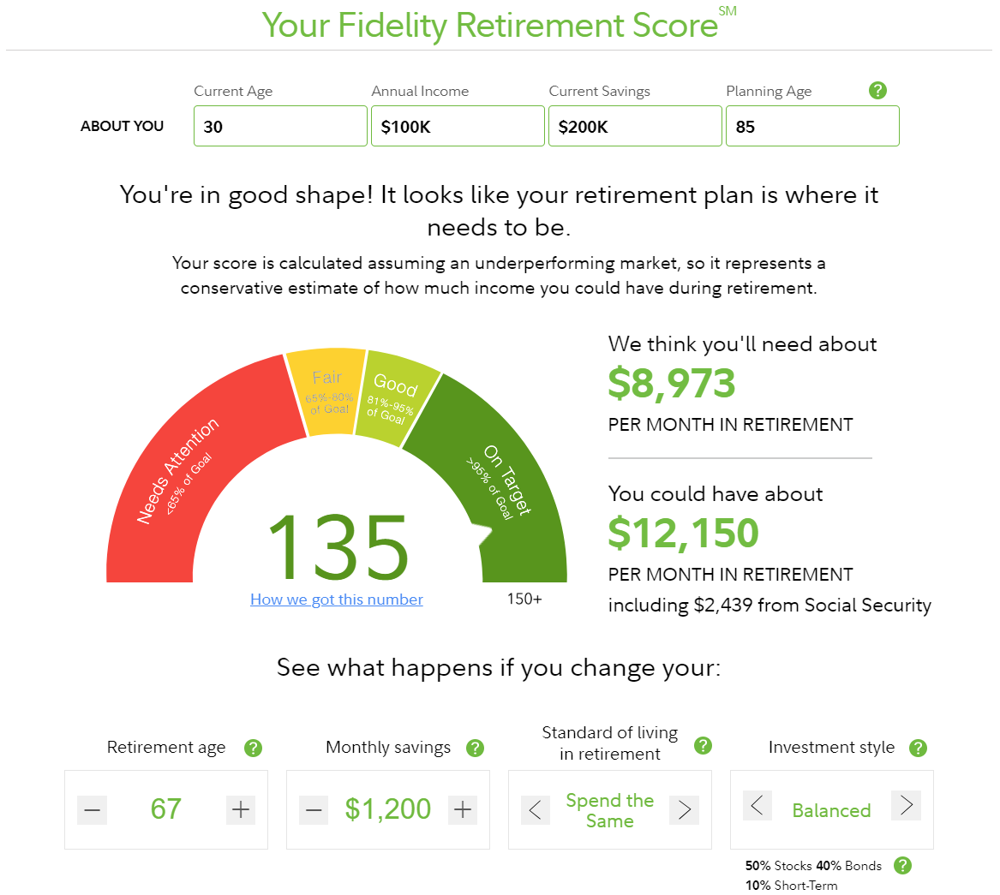 Your Fidelity Retirement Score℠
Current Age Annual Income Current Savings Planning Age ?
ABOUT YOU 30 $100K $200K 85
You're in good shape! It looks like your retirement plan is where it
needs to be.
Your score is calculated assuming an underperforming market, so it represents a
conservative estimate of how much income you could have during retirement.
Needs Attention
<65% of Goal
Fair
65%-80%
of Goal
Good
81%-95%
of Goal
On Target
>95% of Goal
135
How we got this number
150+
We think you'll need about
$8,973
PER MONTH IN RETIREMENT
You could have about
$12,150
PER MONTH IN RETIREMENT
including $2,439 from Social Security
See what happens if you change your:
Retirement age ?
− 67 +
Monthly savings ?
− $1,200 +
Standard of living
in retirement ?
< Spend the
Same >
Investment style ?
< Balanced >
50% Stocks 40% Bonds ?
10% Short-Term